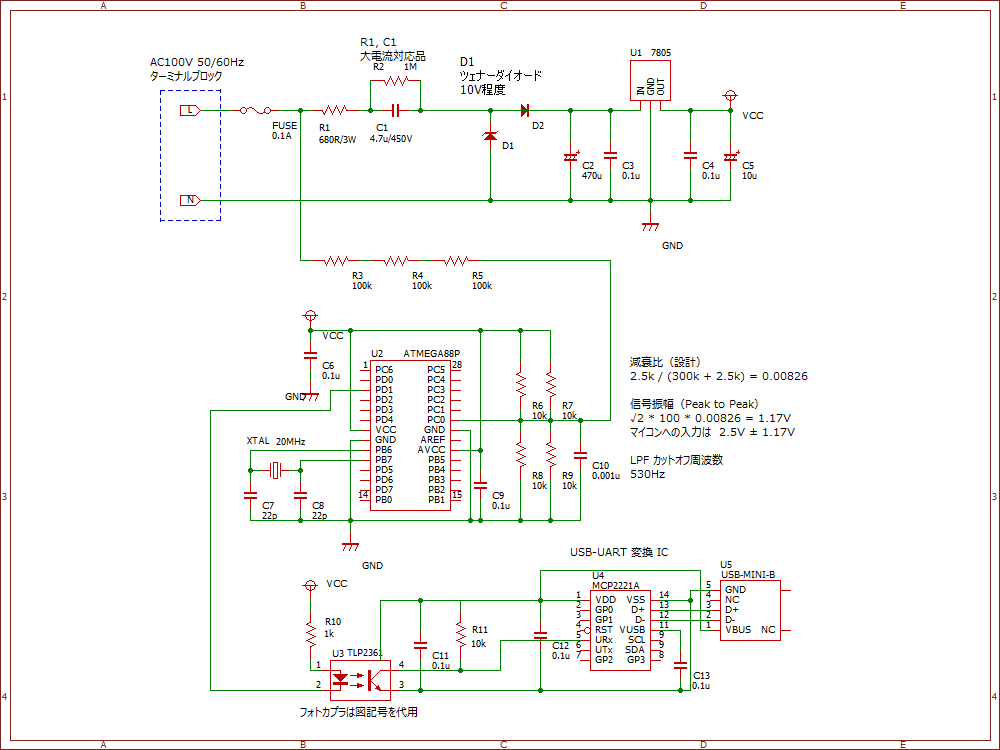 A B C D E
R1, C1
大電流対応品
AC100V 50/60Hz
ターミナルブロック
L
N
FUSE
0.1A
R1
680R/3W
R2 1M
C1
4.7u/450V
D1
ツェナーダイオード
10V程度
D1
D2
U1 7805
IN
GND
OUT
VCC
C2
470u
C3
0.1u
C4
0.1u
C5
10u
GND
1
1
2
2
R3
100k
R4
100k
R5
100k
VCC
C6
0.1u
GND
U2 ATMEGA88P
1 PC6 PC5 28
PD0 PC4
PD1 PC3
PD2 PC2
PD3 PC1
PD4 PC0
VCC GND
GND AREF
PB6 AVCC
PB7 PB5
PD5 PB4
PD6 PB3
PD7 PB2
14 PB0 PB1 15
XTAL 20MHz
C7
22p
C8
22p
GND
R6
10k
R7
10k
R8
10k
R9
10k
C9
0.1u
C10
0.001u
減衰比（設計）
2.5k / (300k + 2.5k) = 0.00826
信号振幅（Peak to Peak）
√2 * 100 * 0.00826 = 1.17V
マイコンへの入力は 2.5V ± 1.17V
LPF カットオフ周波数
530Hz
3
3
VCC
R10
1k
U3 TLP2361
1
2
4
3
フォトカプラは図記号を代用
C11
0.1u
R11
10k
C12
0.1u
USB-UART 変換 IC
U4
MCP2221A
1 VDD VSS 14
2 GP0 D+ 13
3 GP1 D- 12
4 RST VUSB 11
5 URx SCL 9
6 UTx SDA 9
7 GP2 GP3 8
C13
0.1u
U5
USB-MINI-B
5 GND
4 NC
3 D+
2 D-
1 VBUS NC
4
4
A B C D E